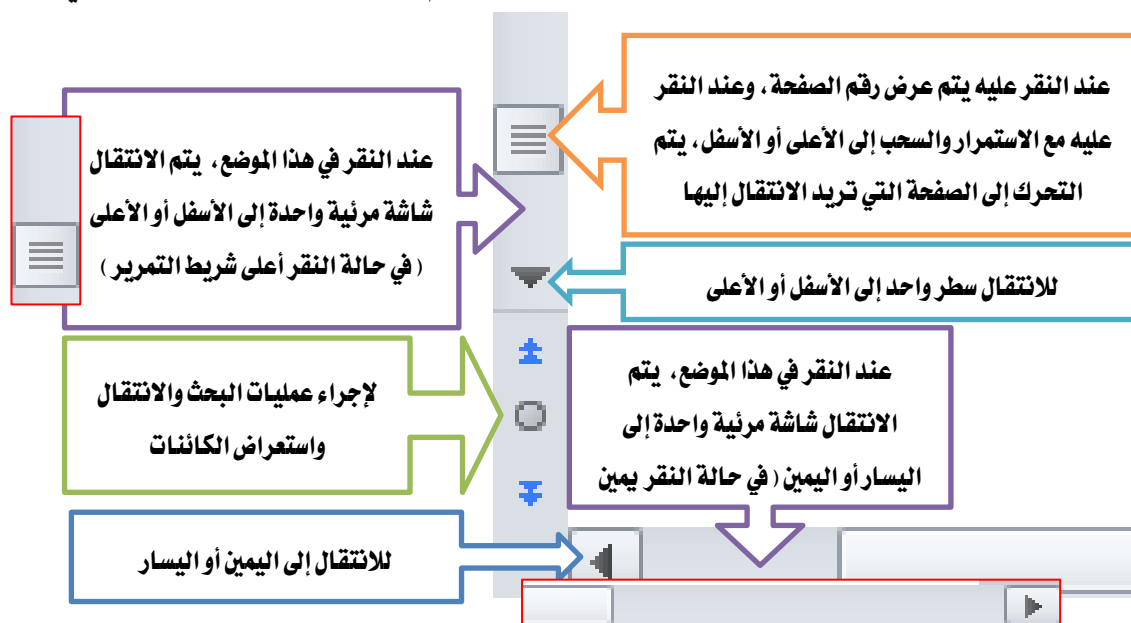 عند النقر عليه يتم عرض رقم الصفحة، وعند النقر
عليه مع الاستمرار والسحب إلى الأعلى أو الأسفل، يتم
التحرك إلى الصفحة التي تريد الانتقال إليها
عند النقر في هذا الموضع، يتم الانتقال
شاشة مرئية واحدة إلى الأسفل أو الأعلى
(في حالة النقر أعلى شريط التمرير)
للانتقال سطر واحد إلى الأسفل أو الأعلى
عند النقر في هذا الموضع، يتم
الانتقال شاشة مرئية واحدة إلى
اليسار أو اليمين (في حالة النقر يمين
لإجراء عمليات البحث والانتقال
واستعراض الكائنات
للانتقال إلى اليمين أو اليسار